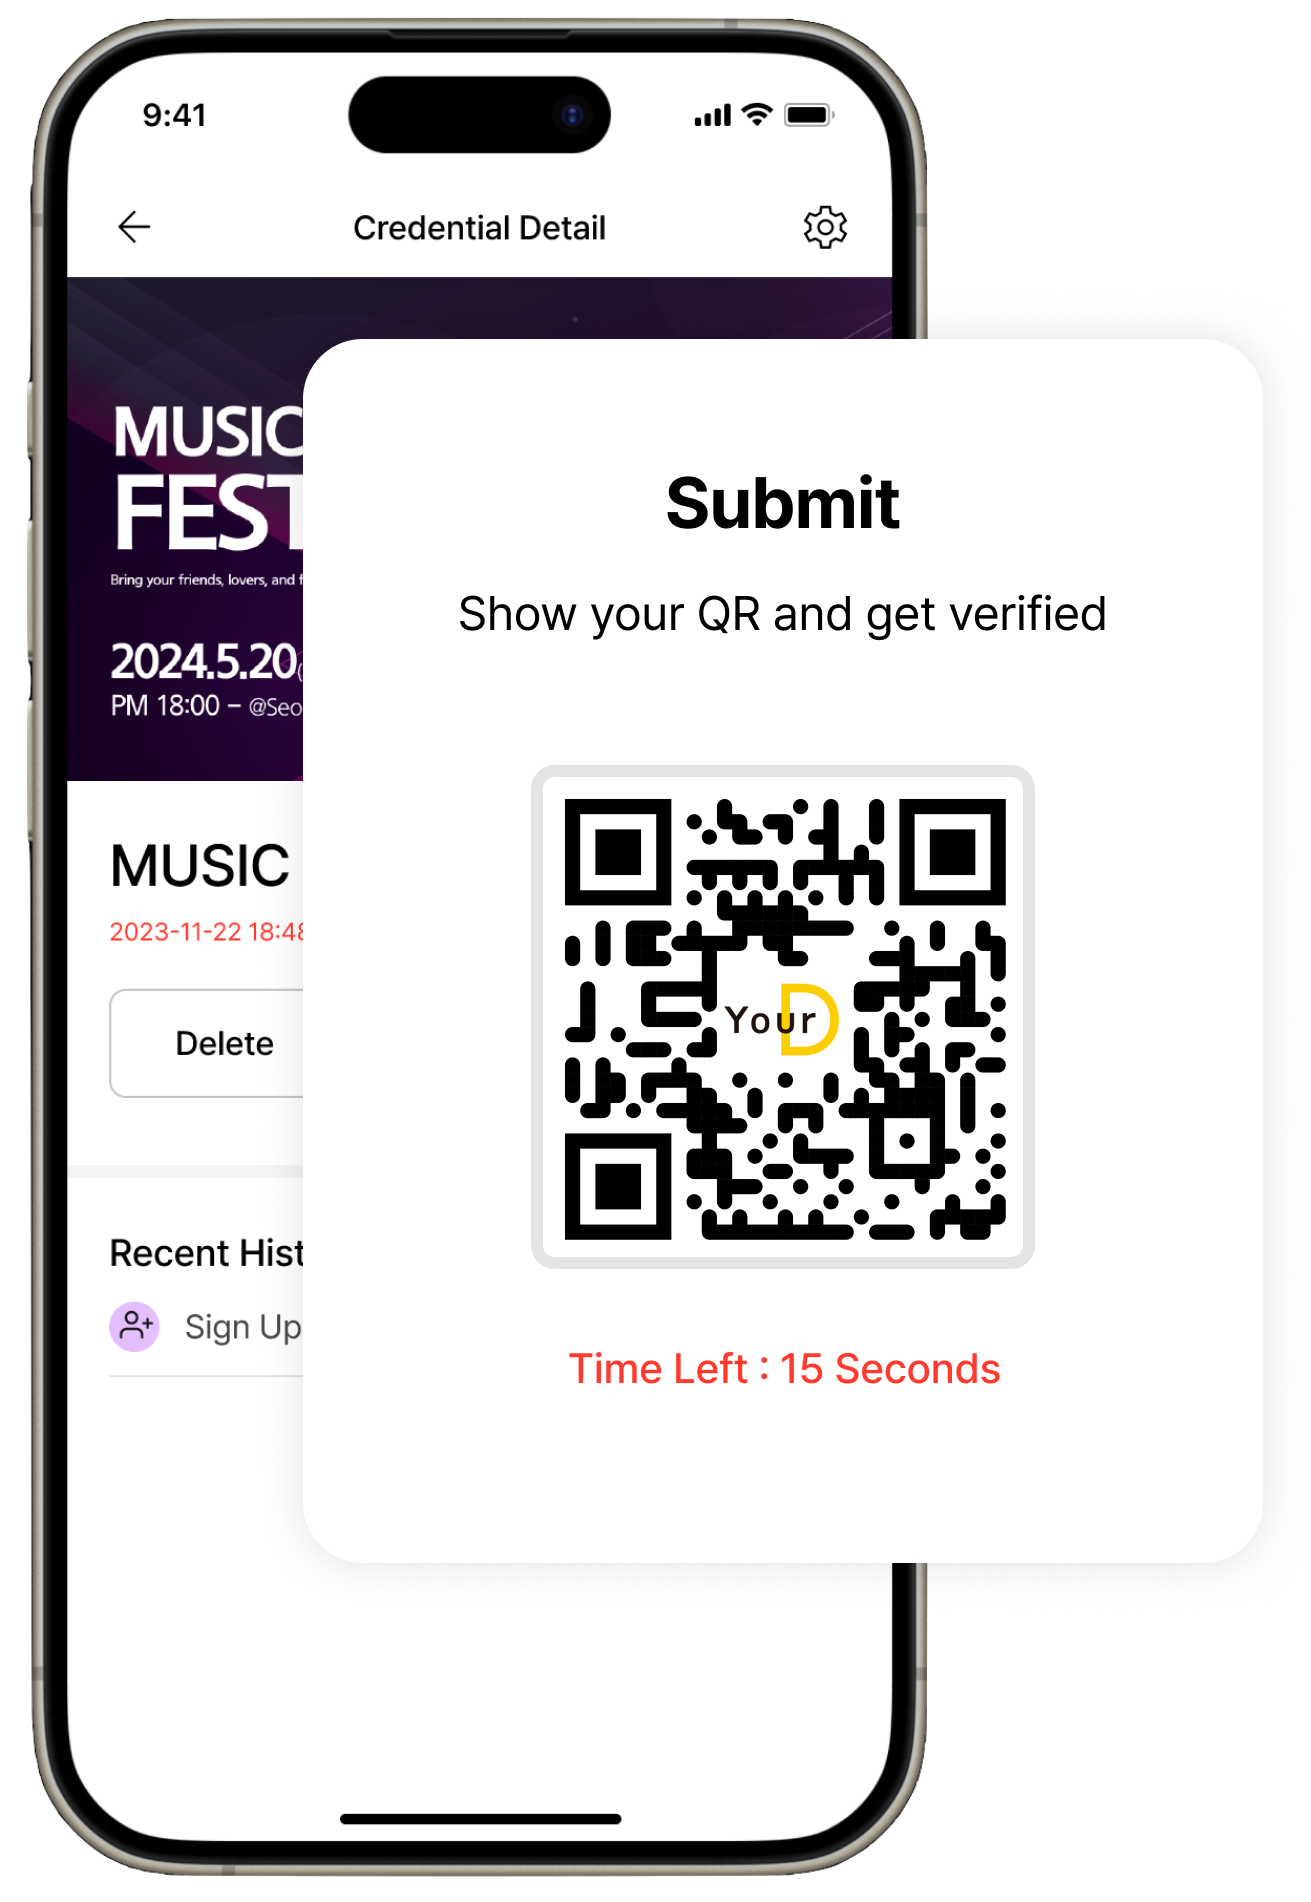 9:41
Credential Detail
MUSIC
FEST
Bring your friends, lovers, and f
2024.5.20(
PM 18:00 – @Seo
MUSIC
2023-11-22 18:48
Delete
Recent Hist
Sign Up
Submit
Show your QR and get verified
Your D
Time Left : 15 Seconds